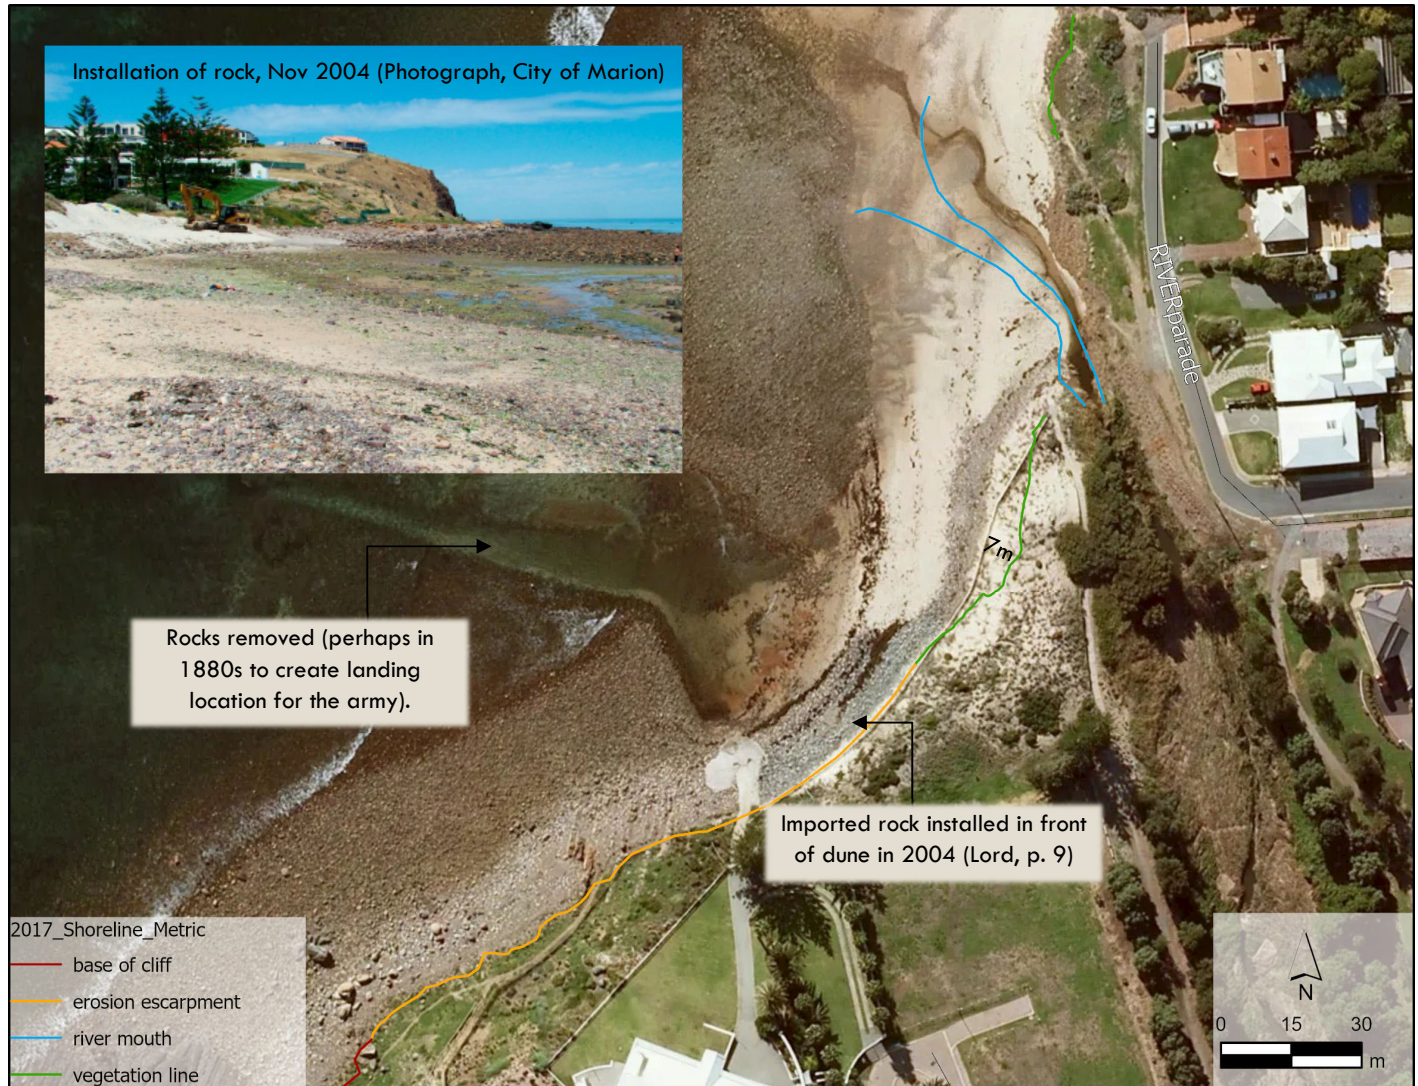 Installation of rock, Nov 2004 (Photograph, City of Marion)
RIVERparade
7m
Rocks removed (perhaps in
1880s to create landing
location for the army).
Imported rock installed in front
of dune in 2004 (Lord, p. 9)
2017_Shoreline_Metric
base of cliff
erosion escarpment
river mouth
vegetation line
N
0 15 30
m